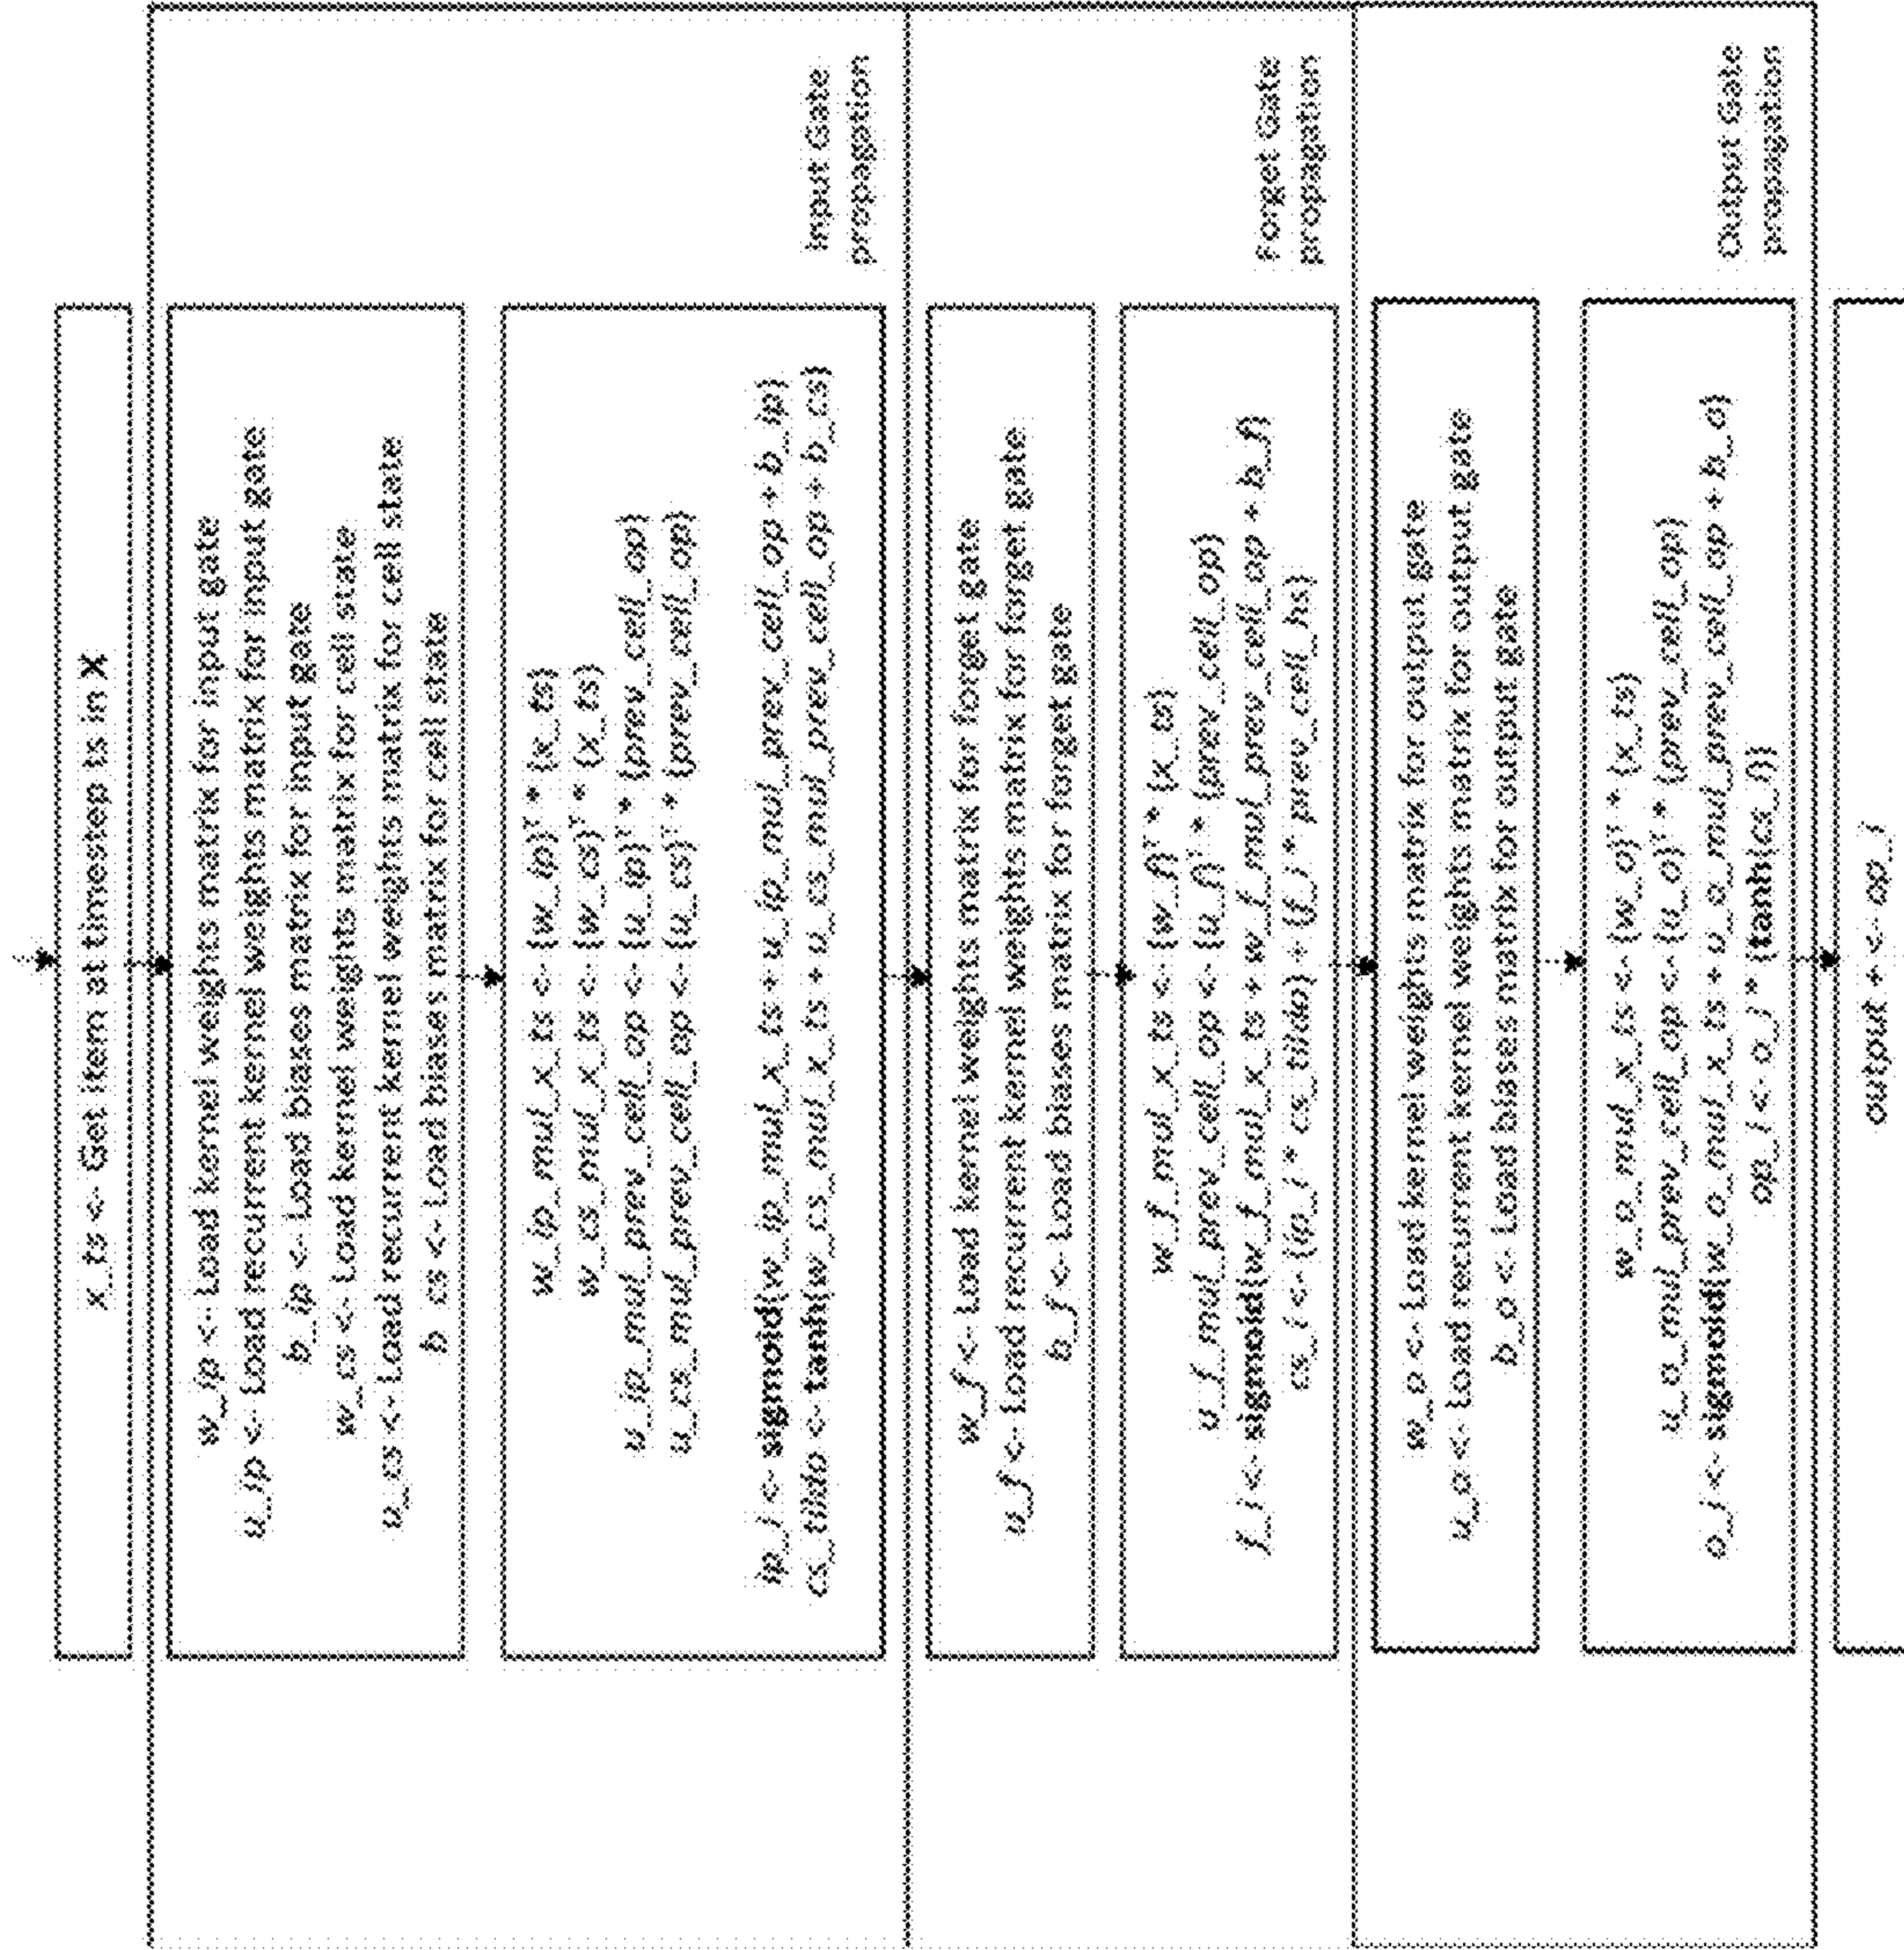 x_ts <- Get item at timestep ts in X
w_ip <- Load kernel weights matrix for input gate
u_ip <- Load recurrent kernel weights matrix for input gate
b_ip <- Load biases matrix for input gate
w_cs <- Load kernel weights matrix for cell state
u_cs <- Load recurrent kernel weights matrix for cell state
b_cs <- Load biases matrix for cell state
w_ip_mul_x_ts <- (w_ip)ᵀ * (x_ts)
w_cs_mul_x_ts <- (w_cs)ᵀ * (x_ts)
u_ip_mul_prev_cell_op <- (u_ip)ᵀ * (prev_cell_op)
u_cs_mul_prev_cell_op <- (u_cs)ᵀ * (prev_cell_op)
ip_i <- sigmoid(w_ip_mul_x_ts + u_ip_mul_prev_cell_op + b_ip)
cs_tilda <- tanh(w_cs_mul_x_ts + u_cs_mul_prev_cell_op + b_cs)
Input Gate
propagation
w_f <- Load kernel weights matrix for forget gate
u_f <- Load recurrent kernel weights matrix for forget gate
b_f <- Load biases matrix for forget gate
w_f_mul_x_ts <- (w_f)ᵀ * (x_ts)
u_f_mul_prev_cell_op <- (u_f)ᵀ * (prev_cell_op)
f_i <- sigmoid(w_f_mul_x_ts + w_f_mul_prev_cell_op + b_f)
cs_i <- (ip_i * cs_tilda) + (f_i * prev_cell_hs)
Forget Gate
propagation
w_o <- Load kernel weights matrix for output gate
u_o <- Load recurrent kernel weights matrix for output gate
b_o <- Load biases matrix for output gate
w_o_mul_x_ts <- (w_o)ᵀ * (x_ts)
u_o_mul_prev_cell_op <- (u_o)ᵀ * (prev_cell_op)
o_i <- sigmoid(w_o_mul_x_ts + u_o_mul_prev_cell_op + b_o)
op_i <- o_i * (tanh(cs_i))
Output Gate
propagation
output + <- op_i